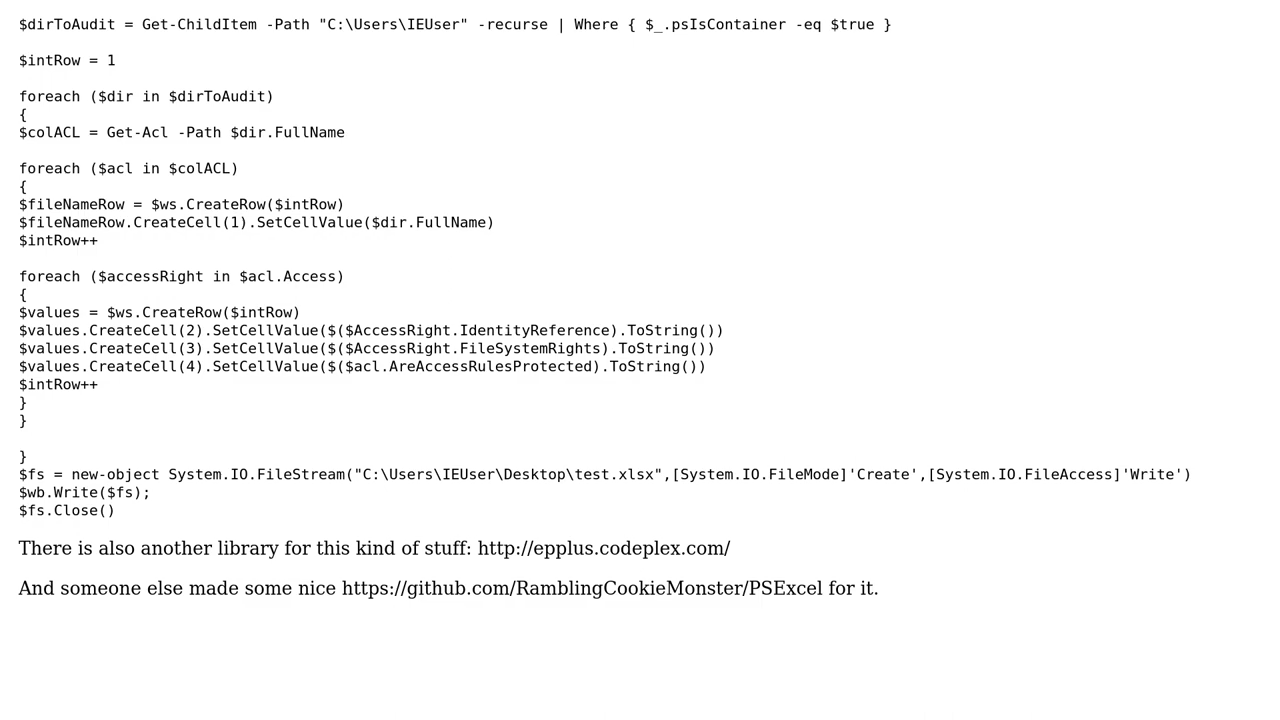 $dirToAudit = Get-ChildItem -Path "C:\Users\IEUser" -recurse | Where { $_.psIsContainer -eq $true }
$intRow = 1
foreach ($dir in $dirToAudit)
{
$colACL = Get-Acl -Path $dir.FullName
foreach ($acl in $colACL)
{
$fileNameRow = $ws.CreateRow($intRow)
$fileNameRow.CreateCell(1).SetCellValue($dir.FullName)
$intRow++
foreach ($accessRight in $acl.Access)
{
$values = $ws.CreateRow($intRow)
$values.CreateCell(2).SetCellValue($($AccessRight.IdentityReference).ToString())
$values.CreateCell(3).SetCellValue($($AccessRight.FileSystemRights).ToString())
$values.CreateCell(4).SetCellValue($($acl.AreAccessRulesProtected).ToString())
$intRow++
}
}
}
$fs = new-object System.IO.FileStream("C:\Users\IEUser\Desktop\test.xlsx",[System.IO.FileMode]'Create',[System.IO.FileAccess]'Write')
$wb.Write($fs);
$fs.Close()
There is also another library for this kind of stuff: http://epplus.codeplex.com/
And someone else made some nice https://github.com/RamblingCookieMonster/PSExcel for it.